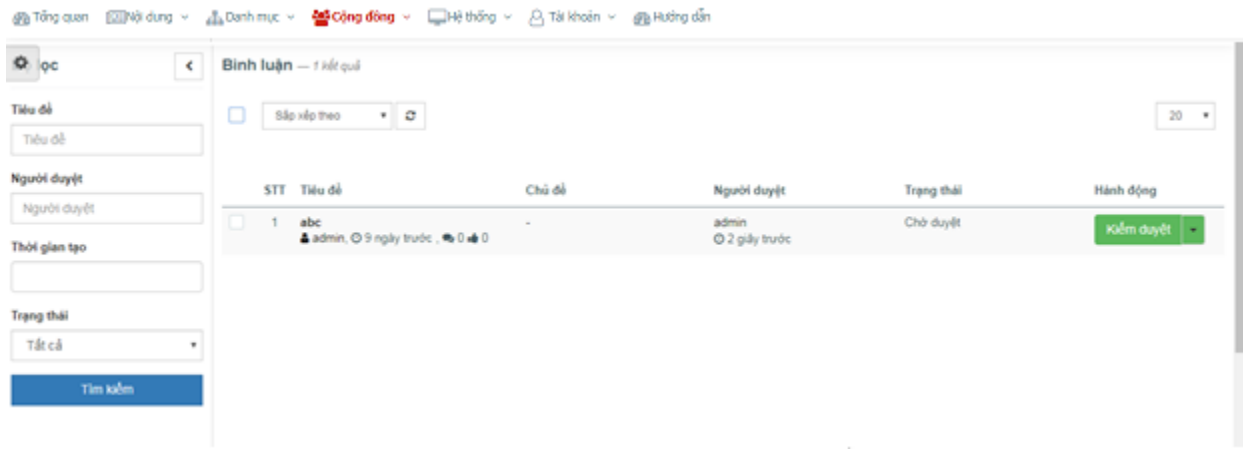 Tổng quan Nội dung Danh mục Cộng đồng Hệ thống Tài khoản Hướng dẫn
ọc Bình luận — 1 kết quả
Tiêu đề
Tiêu đề
Sắp xếp theo 20
Người duyệt
Người duyệt
STT Tiêu đề Chủ đề Người duyệt Trạng thái Hành động
1 abc - admin Chờ duyệt Kiểm duyệt
admin, 9 ngày trước , 0 0 2 giây trước
Thời gian tạo
Trạng thái
Tất cả
Tìm kiếm